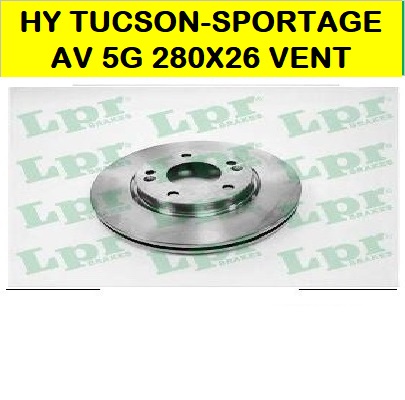 HY TUCSON-SPORTAGE
AV 5G 280X26 VENT
Lpr Lpr Lpr Lpr
BRAKES BRAKES BRAKES BRAKES
Lpr Lpr
Lpr Lpr Lpr Lpr
BRAKES BRAKES BRAKES BRAKES